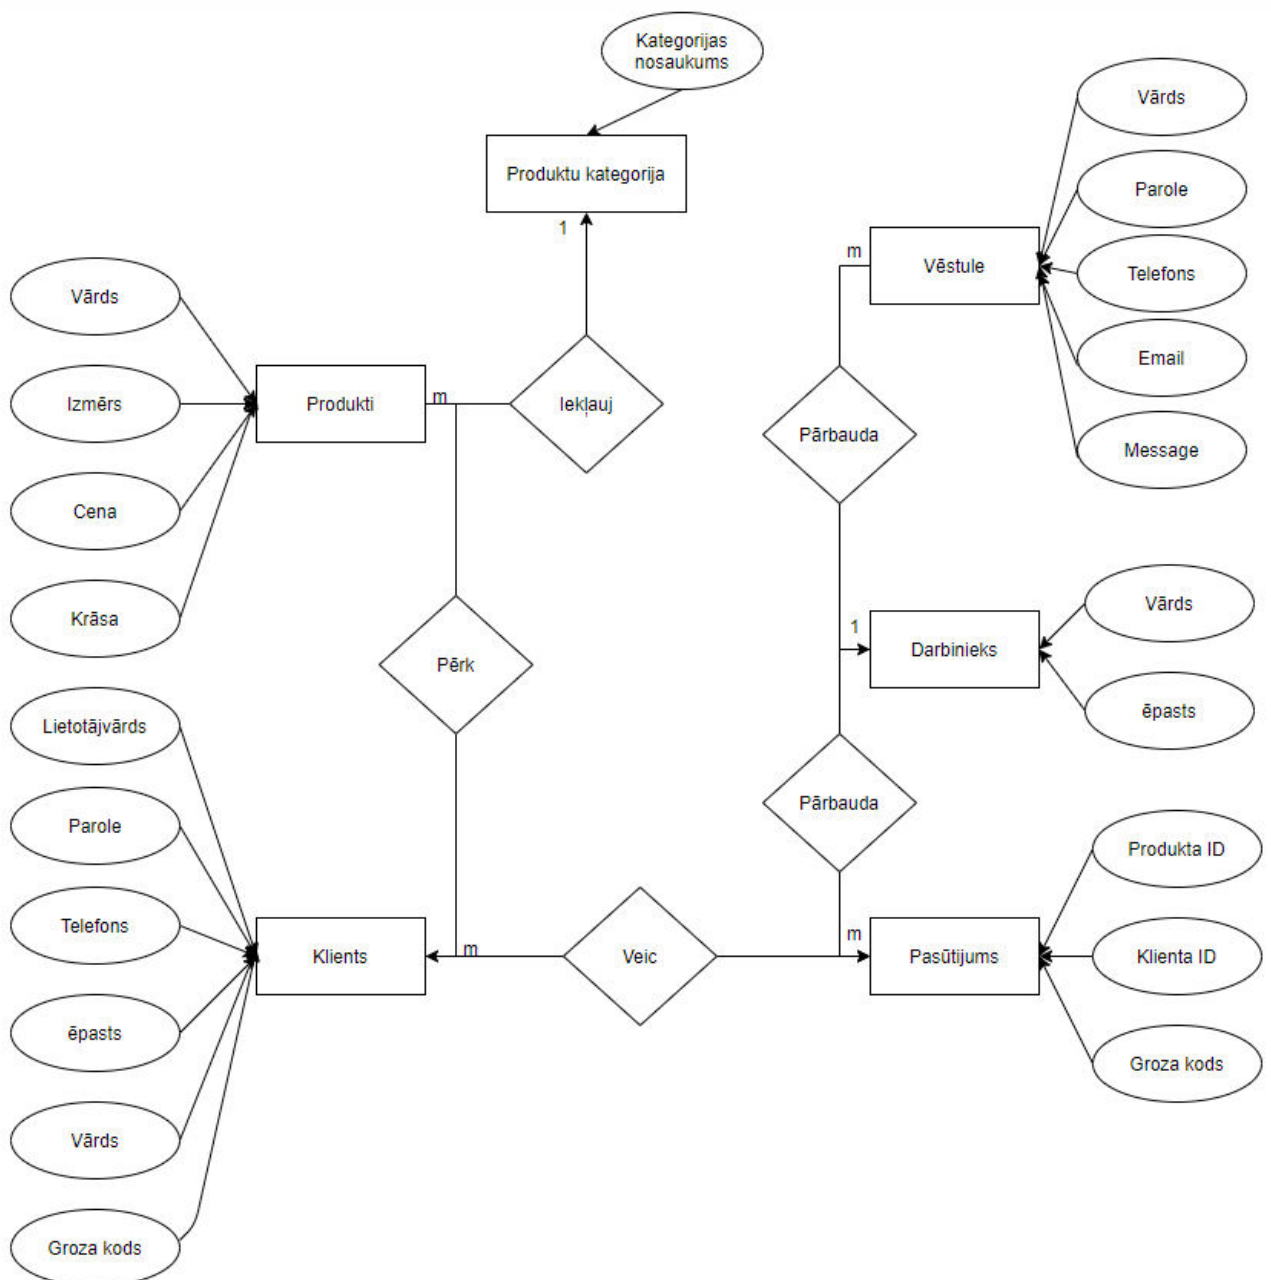 Kategorijas
nosaukums
Vārds
Produktu kategorija
Parole
1
m
Vēstule
Telefons
Vārds
Email
Izmērs
Produkti
m
Iekļauj
Pārbauda
Message
Cena
Vārds
Krāsa
1
Darbinieks
Pērk
ēpasts
Lietotājvārds
Pārbauda
Parole
Produkta ID
Telefons
m
m
Klients
Veic
Pasūtijums
Klienta ID
ēpasts
Groza kods
Vārds
Groza kods